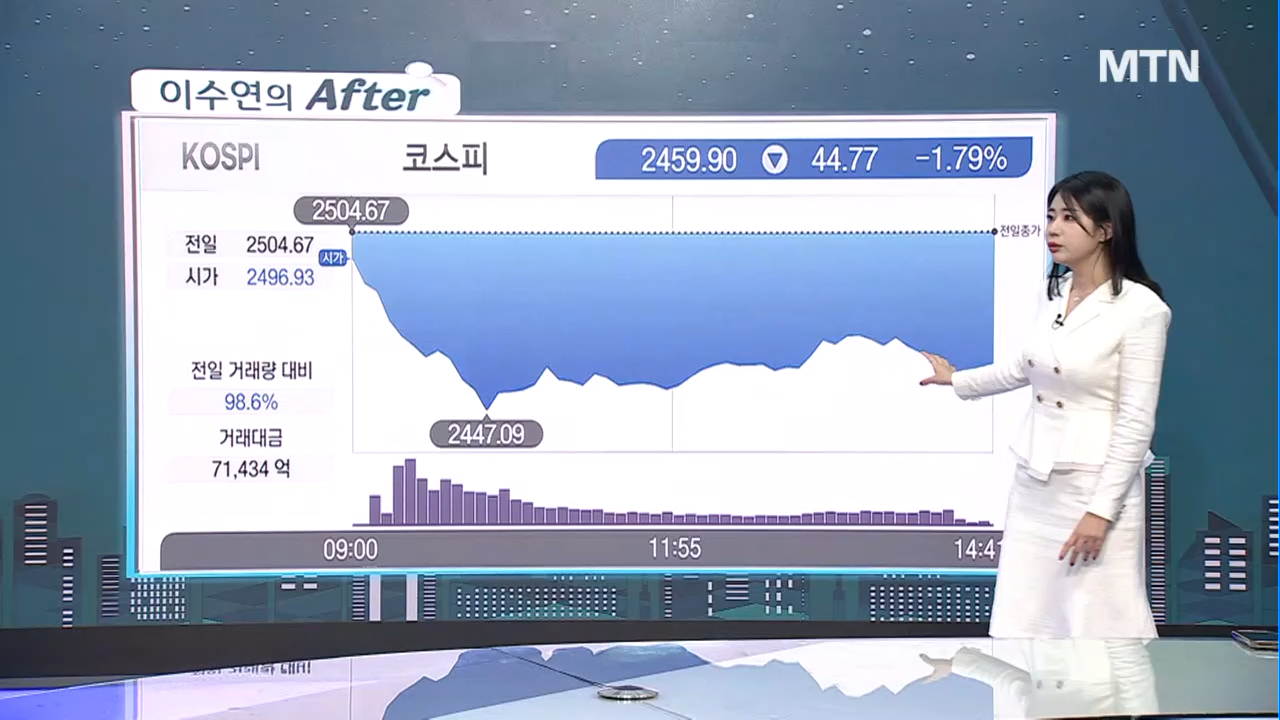 MTN
이수연의 After
KOSPI 코스피 2459.90 ▼ 44.77 -1.79%
2504.67
전일종가
전일 2504.67
시가
시가 2496.93
전일 거래량 대비
98.6%
거래대금
2447.09
71,434 억
09:00 11:55 14:41